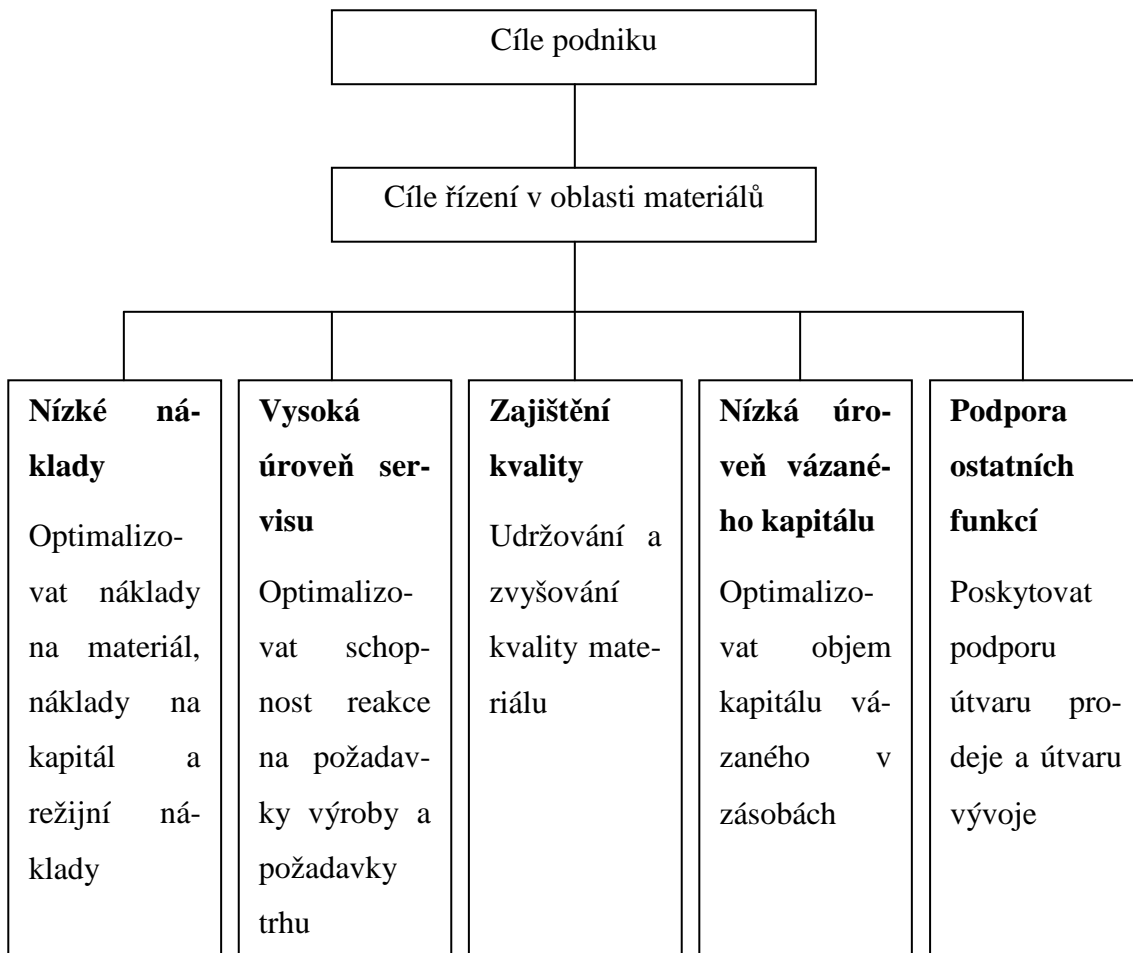 Cíle podniku
Cíle řízení v oblasti materiálů
Nízké ná-
klady
Optimalizo-
vat náklady
na materiál,
náklady na
kapitál a
režijní ná-
klady
Vysoká
úroveň ser-
visu
Optimalizo-
vat schop-
nost reakce
na požadav-
ky výroby a
požadavky
trhu
Zajištění
kvality
Udržování a
zvyšování
kvality mate-
riálu
Nízká úro-
veň vázané-
ho kapitálu
Optimalizo-
vat objem
kapitálu vá-
zaného v
zásobách
Podpora
ostatních
funkcí
Poskytovat
podporu
útvaru pro-
deje a útvaru
vývoje